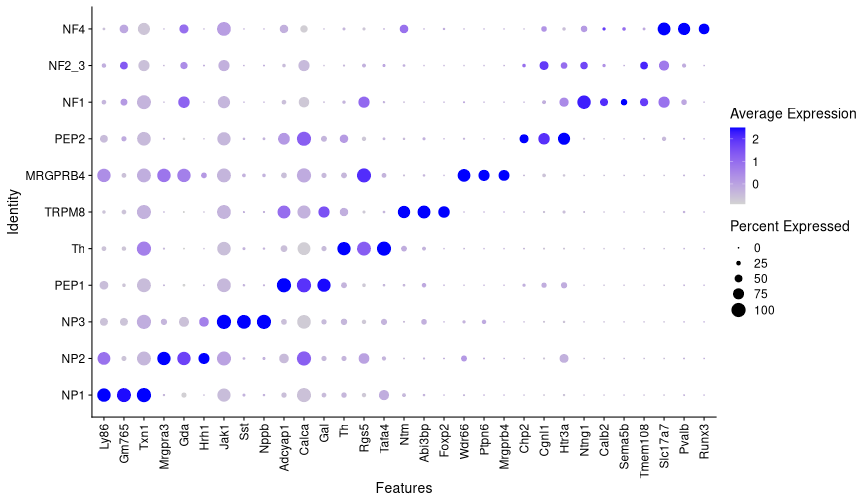 NF4
NF2_3
NF1
PEP2
MRGPRB4
TRPM8
Th
PEP1
NP3
NP2
NP1
Identity
Ly86
Gm765
Txn1
Mrgpra3
Gda
Hrh1
Jak1
Sst
Nppb
Adcyap1
Calca
Gal
Th
Rgs5
Tafa4
Ntm
Abi3bp
Foxp2
Wdr66
Ptpn6
Mrgprb4
Chp2
Cgnl1
Htr3a
Ntng1
Calb2
Sema5b
Tmem108
Slc17a7
Pvalb
Runx3
Features
Average Expression
2
1
0
Percent Expressed
0
25
50
75
100